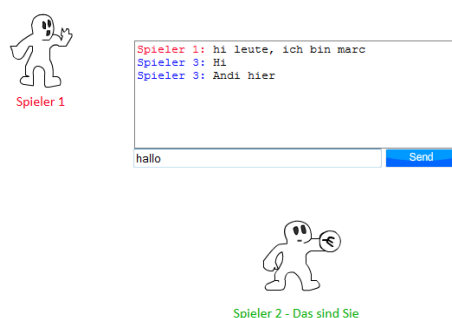 Spieler 1: hi leute, ich bin marc
Spieler 3: Hi
Spieler 3: Andi hier
Spieler 1
hallo
Send
€
Spieler 2 - Das sind Sie